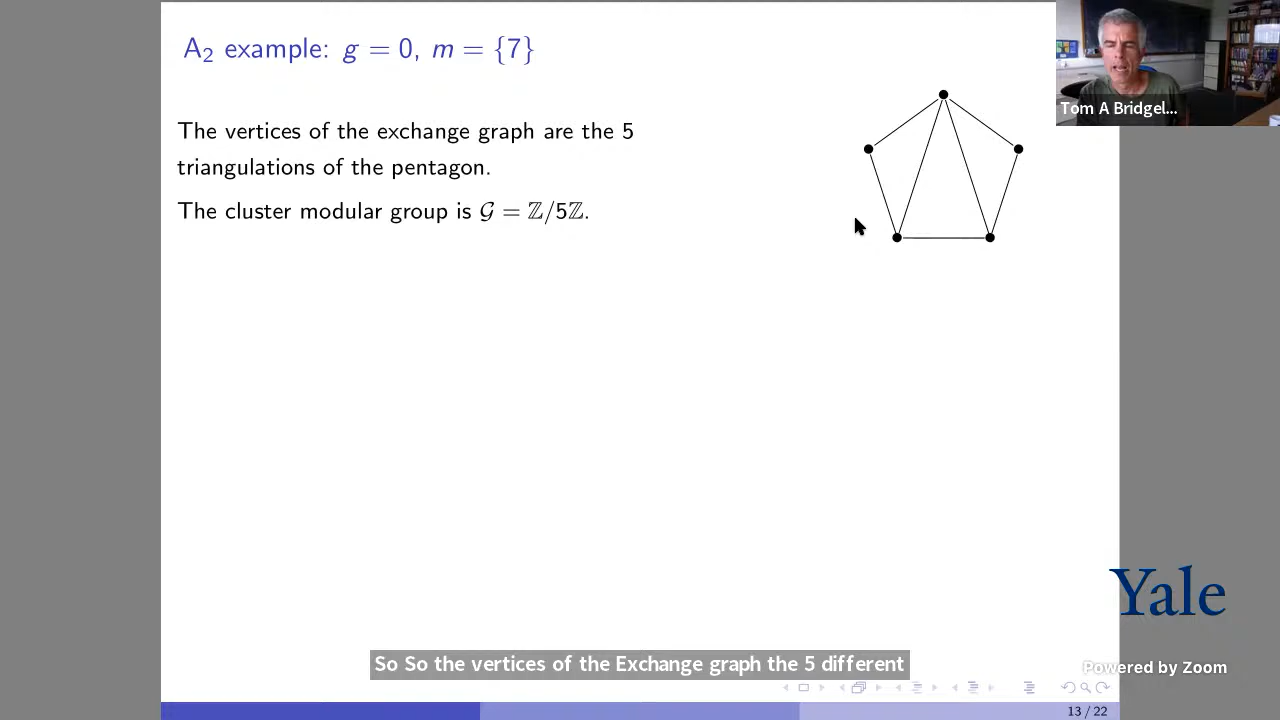 A₂ example: g = 0, m = {7}
Tom A Bridgel...
The vertices of the exchange graph are the 5
triangulations of the pentagon.
The cluster modular group is 𝒢 = ℤ/5ℤ.
Yale
So So the vertices of the Exchange graph the 5 different
Powered by Zoom
13 / 22